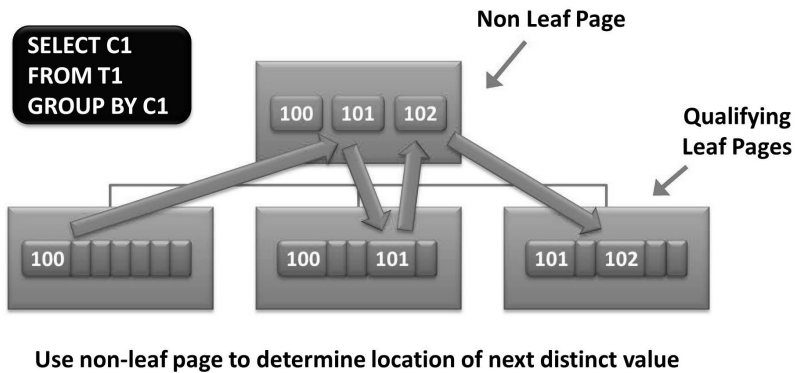 SELECT C1
FROM T1
GROUP BY C1
Non Leaf Page
100 101 102
Qualifying
Leaf Pages
100
100 101
101 102
Use non-leaf page to determine location of next distinct value